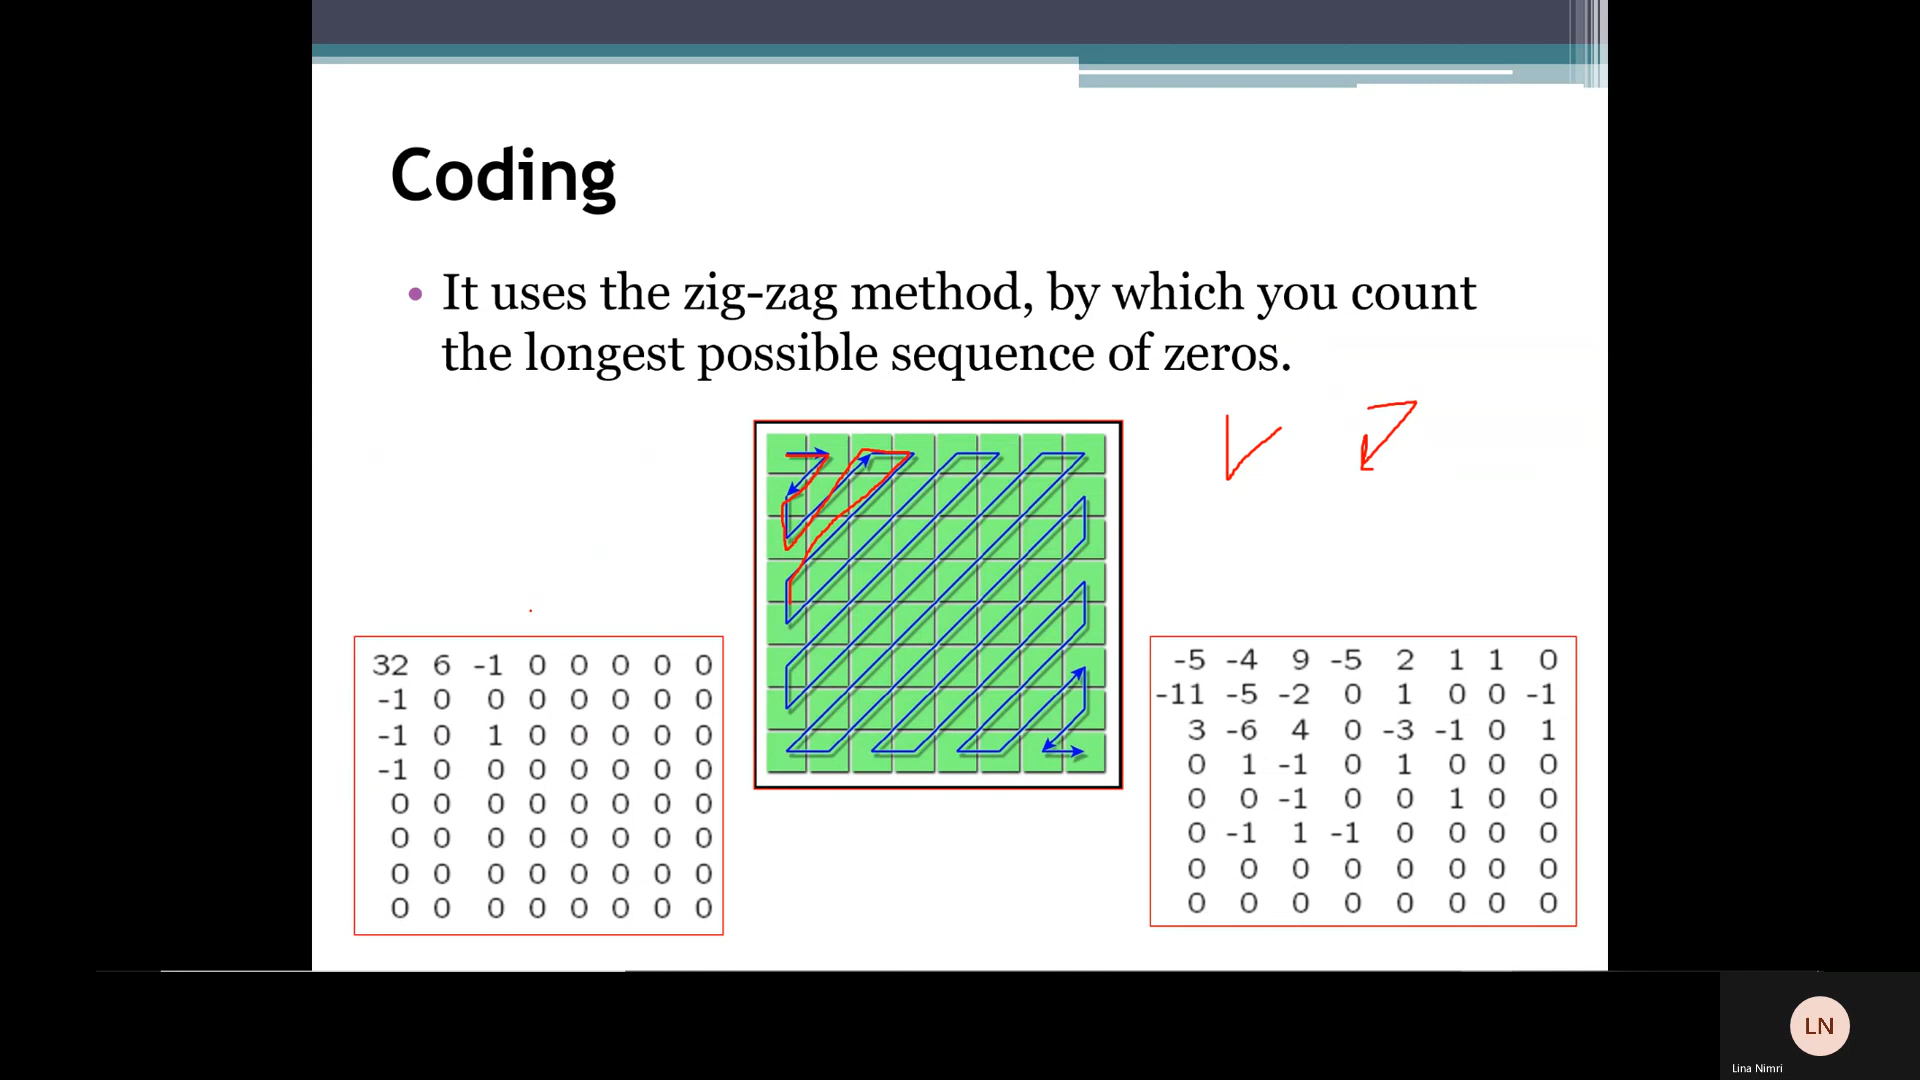 Coding
• It uses the zig-zag method, by which you count
the longest possible sequence of zeros.
32 6 -1 0 0 0 0 0
-1 0 0 0 0 0 0 0
-1 0 1 0 0 0 0 0
-1 0 0 0 0 0 0 0
0 0 0 0 0 0 0 0
0 0 0 0 0 0 0 0
0 0 0 0 0 0 0 0
0 0 0 0 0 0 0 0
-5 -4 9 -5 2 1 1 0
-11 -5 -2 0 1 0 0 -1
3 -6 4 0 -3 -1 0 1
0 1 -1 0 1 0 0 0
0 0 -1 0 0 1 0 0
0 -1 1 -1 0 0 0 0
0 0 0 0 0 0 0 0
0 0 0 0 0 0 0 0
LN
Lina Nimri